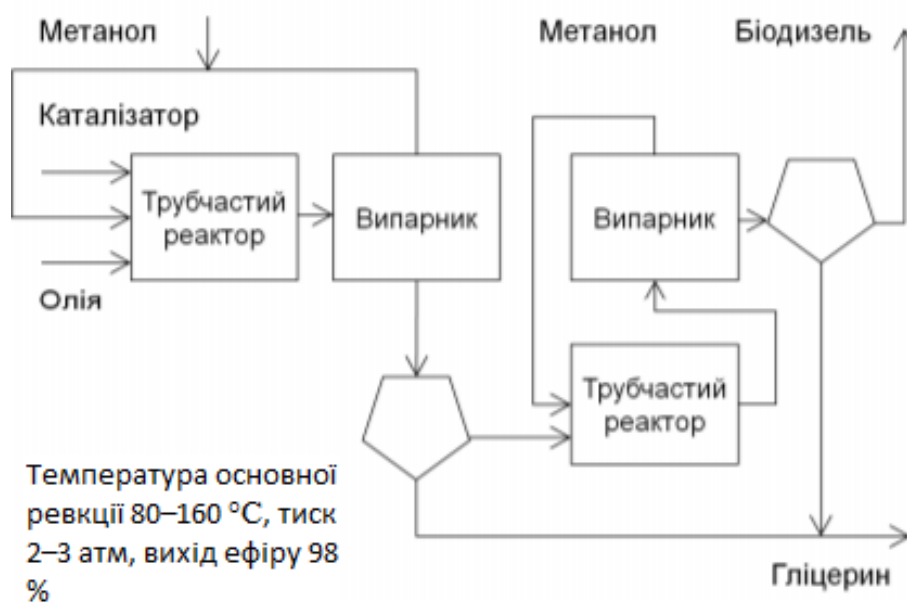 Метанол
Каталізатор
Трубчастий
реактор
Випарник
Олія
Метанол
Біодизель
Випарник
Трубчастий
реактор
Температура основної
ревкції 80–160 °C, тиск
2–3 атм, вихід ефіру 98
%
Гліцерин